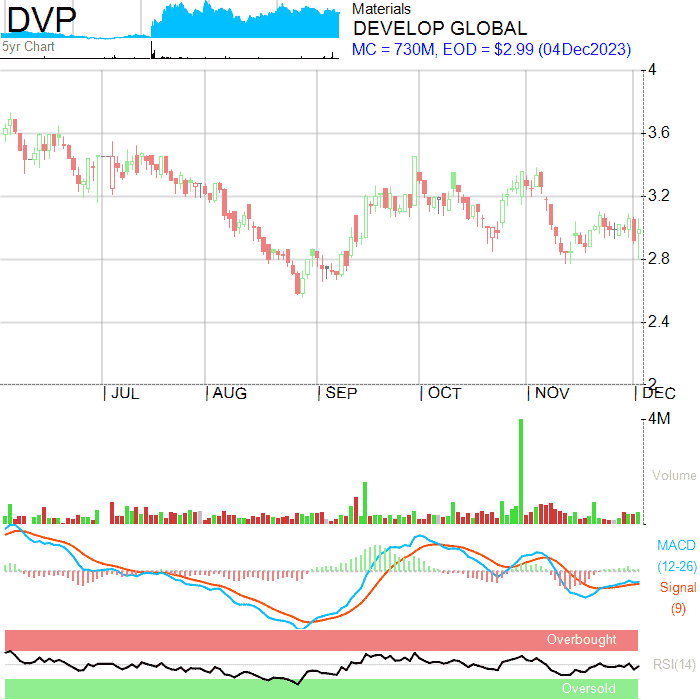 DVP
5yr Chart
Materials
DEVELOP GLOBAL
MC = 730M, EOD = $2.99 (04Dec2023)
4
3.6
3.2
2.8
2.4
2
JUL AUG SEP OCT NOV DEC
4M
Volume
MACD
(12-26)
Signal
(9)
Overbought
RSI(14)
Oversold